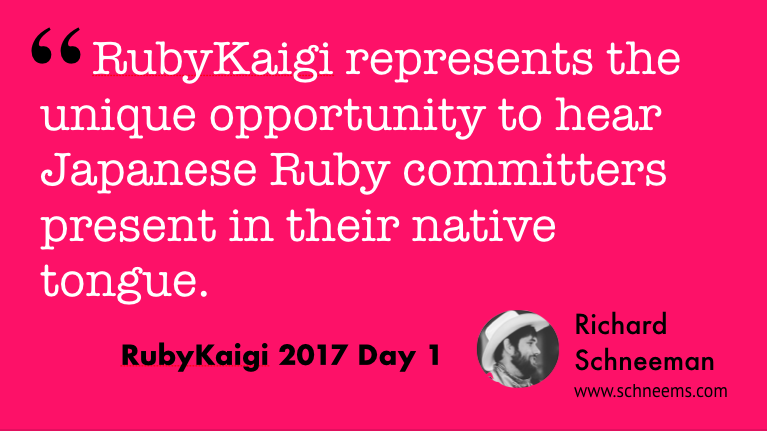 “ RubyKaigi represents the
unique opportunity to hear
Japanese Ruby committers
present in their native
tongue.
RubyKaigi 2017 Day 1
Richard
Schneeman
www.schneems.com